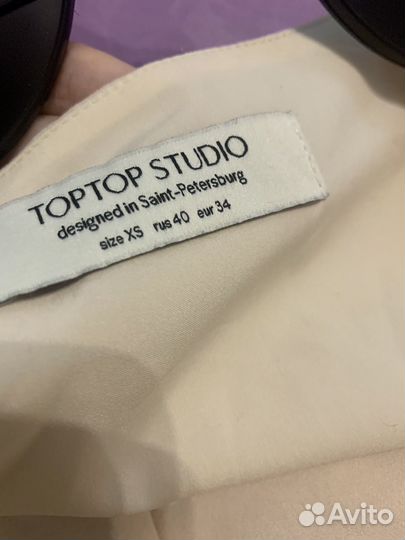 TOPTOP STUDIO
designed in Saint-Petersburg
size XS rus 40 eur 34
Avito